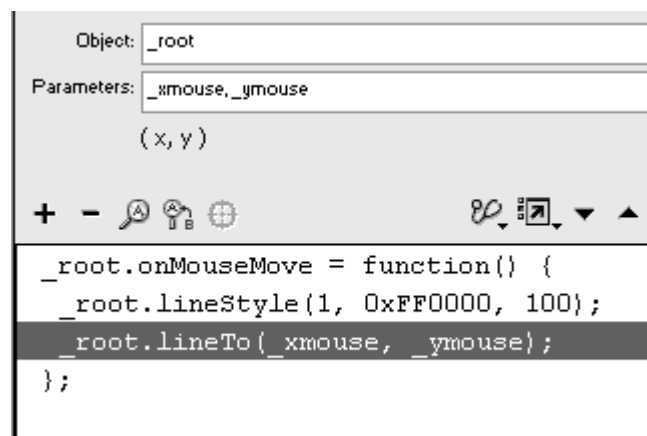 Object: _root
Parameters: _xmouse,_ymouse
(x, y)
_root.onMouseMove = function() {
_root.lineStyle(1, 0xFF0000, 100);
_root.lineTo(_xmouse, _ymouse);
};